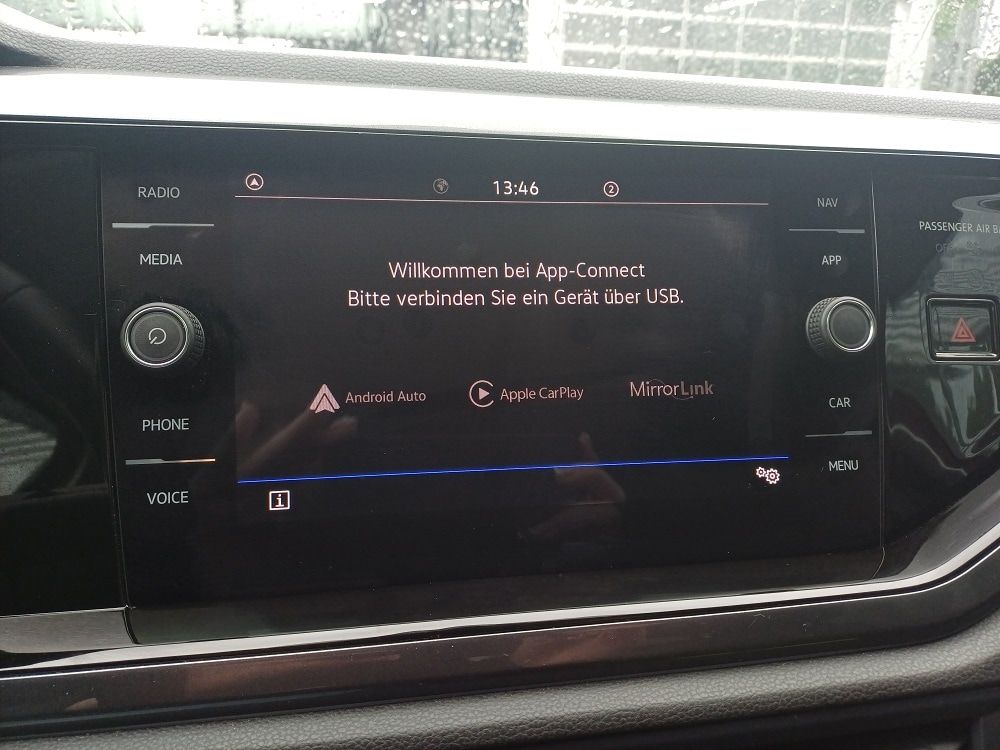 RADIO
MEDIA
PHONE
VOICE
13:46
2
Willkommen bei App-Connect
Bitte verbinden Sie ein Gerät über USB.
Android Auto
Apple CarPlay
MirrorLink
i
NAV
APP
CAR
MENU
PASSENGER AIR